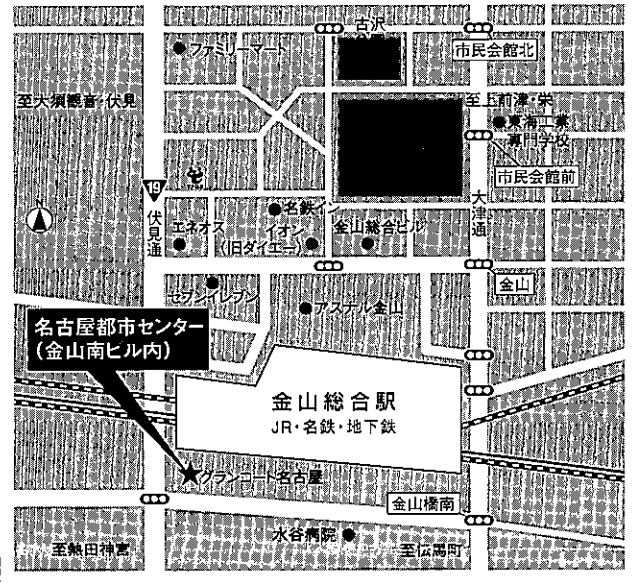 古沢
市民会館北
ファミリーマート
至大須観音・伏見
至上前津・栄
東海工業
専門学校
市民会館前
19
伏見通
大津通
名鉄イン
エネオス
イオン
(旧ダイエー)
金山総合ビル
金山
セブンイレブン
アステル金山
名古屋都市センター
(金山南ビル内)
金山総合駅
JR・名鉄・地下鉄
グランコート名古屋
金山橋南
水谷病院
至熱田神宮
至伝馬町